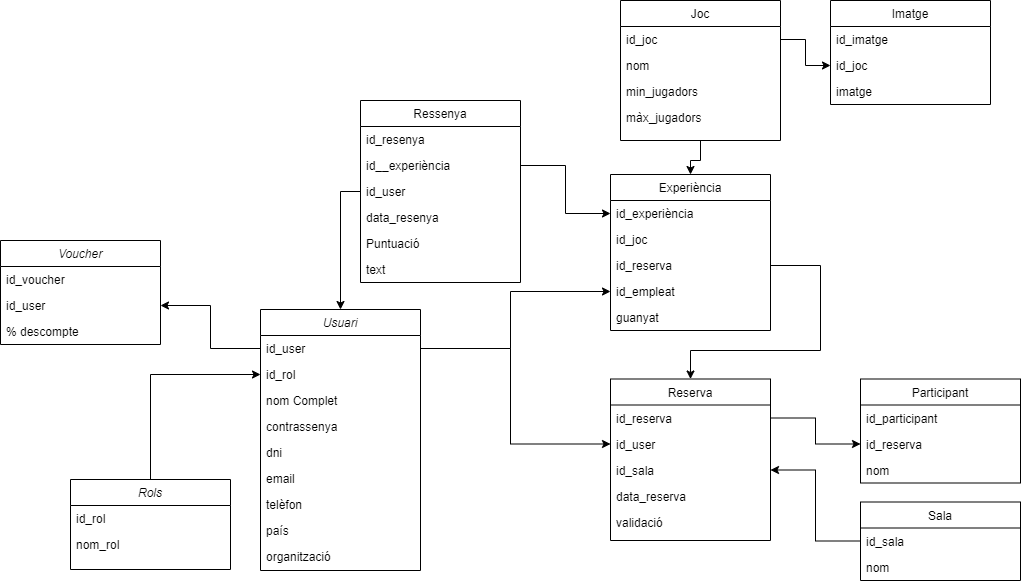 Joc
id_joc
nom
min_jugadors
màx_jugadors
Imatge
id_imatge
id_joc
imatge
Ressenya
id_resenya
id__experiència
id_user
data_resenya
Puntuació
text
Experiència
id_experiència
id_joc
id_reserva
id_empleat
guanyat
Voucher
id_voucher
id_user
% descompte
Usuari
id_user
id_rol
nom Complet
contrassenya
dni
email
telèfon
país
organització
Reserva
id_reserva
id_user
id_sala
data_reserva
validació
Participant
id_participant
id_reserva
nom
Rols
id_rol
nom_rol
Sala
id_sala
nom